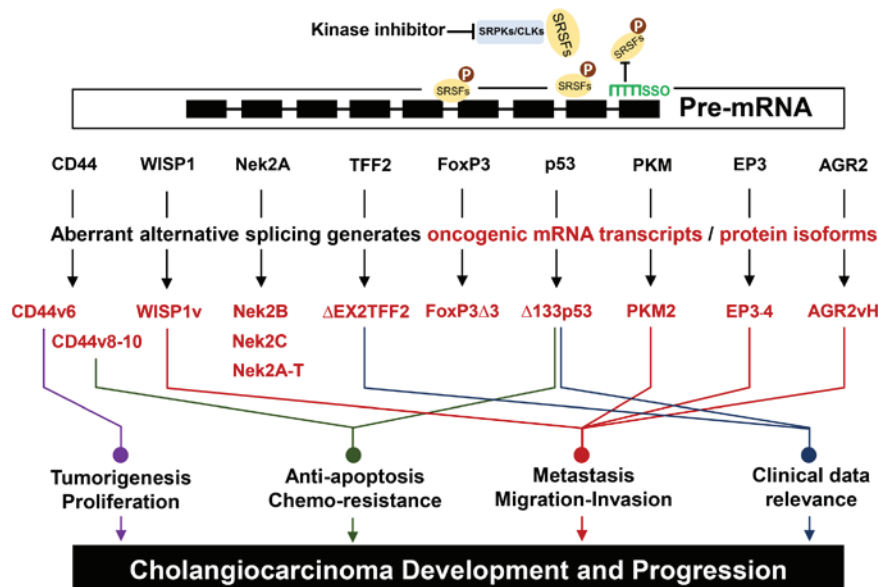 Kinase inhibitor
SRPKs/CLKs
SRSFs
P
SRSFs
P
SRSFs
P
SRSFs
SSO
Pre-mRNA
CD44 WISP1 Nek2A TFF2 FoxP3 p53 PKM EP3 AGR2
Aberrant alternative splicing generates oncogenic mRNA transcripts / protein isoforms
CD44v6 WISP1v Nek2B ΔEX2TFF2 FoxP3Δ3 Δ133p53 PKM2 EP3-4 AGR2vH
CD44v8-10 Nek2C
Nek2A-T
Tumorigenesis Anti-apoptosis Metastasis Clinical data
Proliferation Chemo-resistance Migration-Invasion relevance
Cholangiocarcinoma Development and Progression